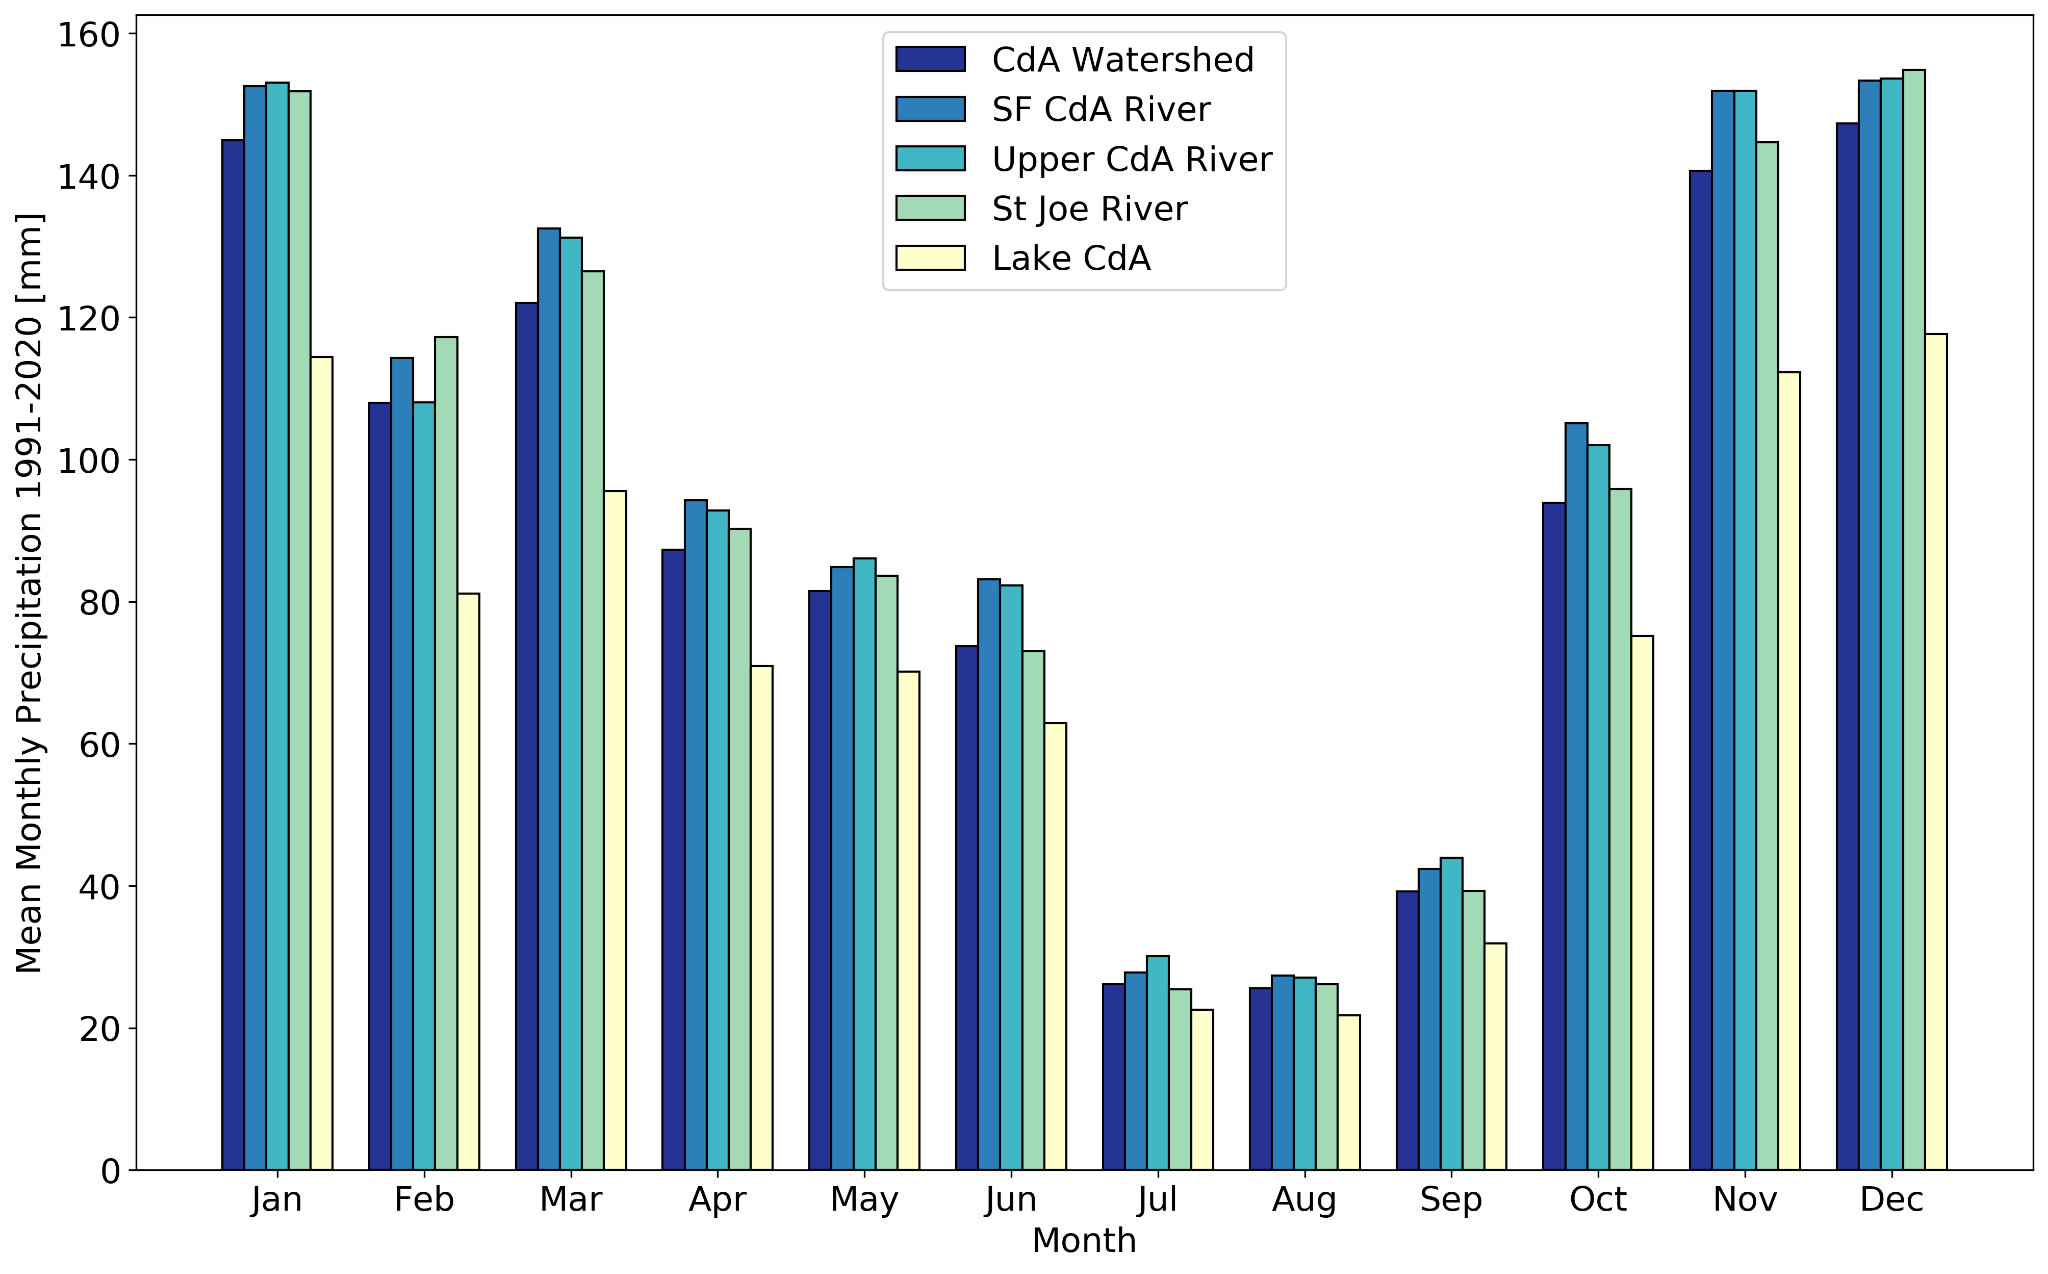 Mean Monthly Precipitation 1991-2020 [mm]
160
140
120
100
80
60
40
20
0
CdA Watershed
SF CdA River
Upper CdA River
St Joe River
Lake CdA
Jan Feb Mar Apr May Jun Jul Aug Sep Oct Nov Dec
Month